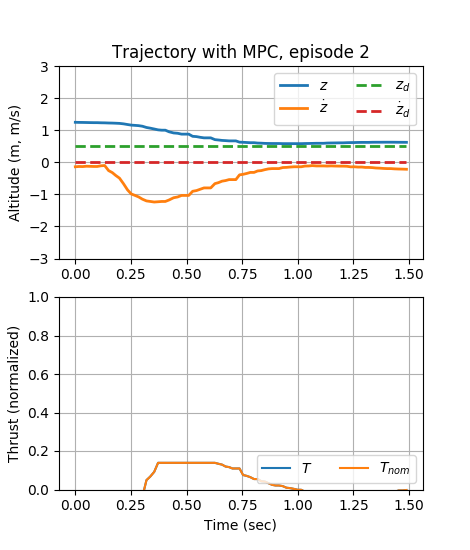 Trajectory with MPC, episode 2
3
2
1
0
−1
−2
−3
Altitude (m, m/s)
z z_d
ż ż_d
0.00 0.25 0.50 0.75 1.00 1.25 1.50
1.0
0.8
0.6
0.4
0.2
0.0
Thrust (normalized)
T T_nom
0.00 0.25 0.50 0.75 1.00 1.25 1.50
Time (sec)